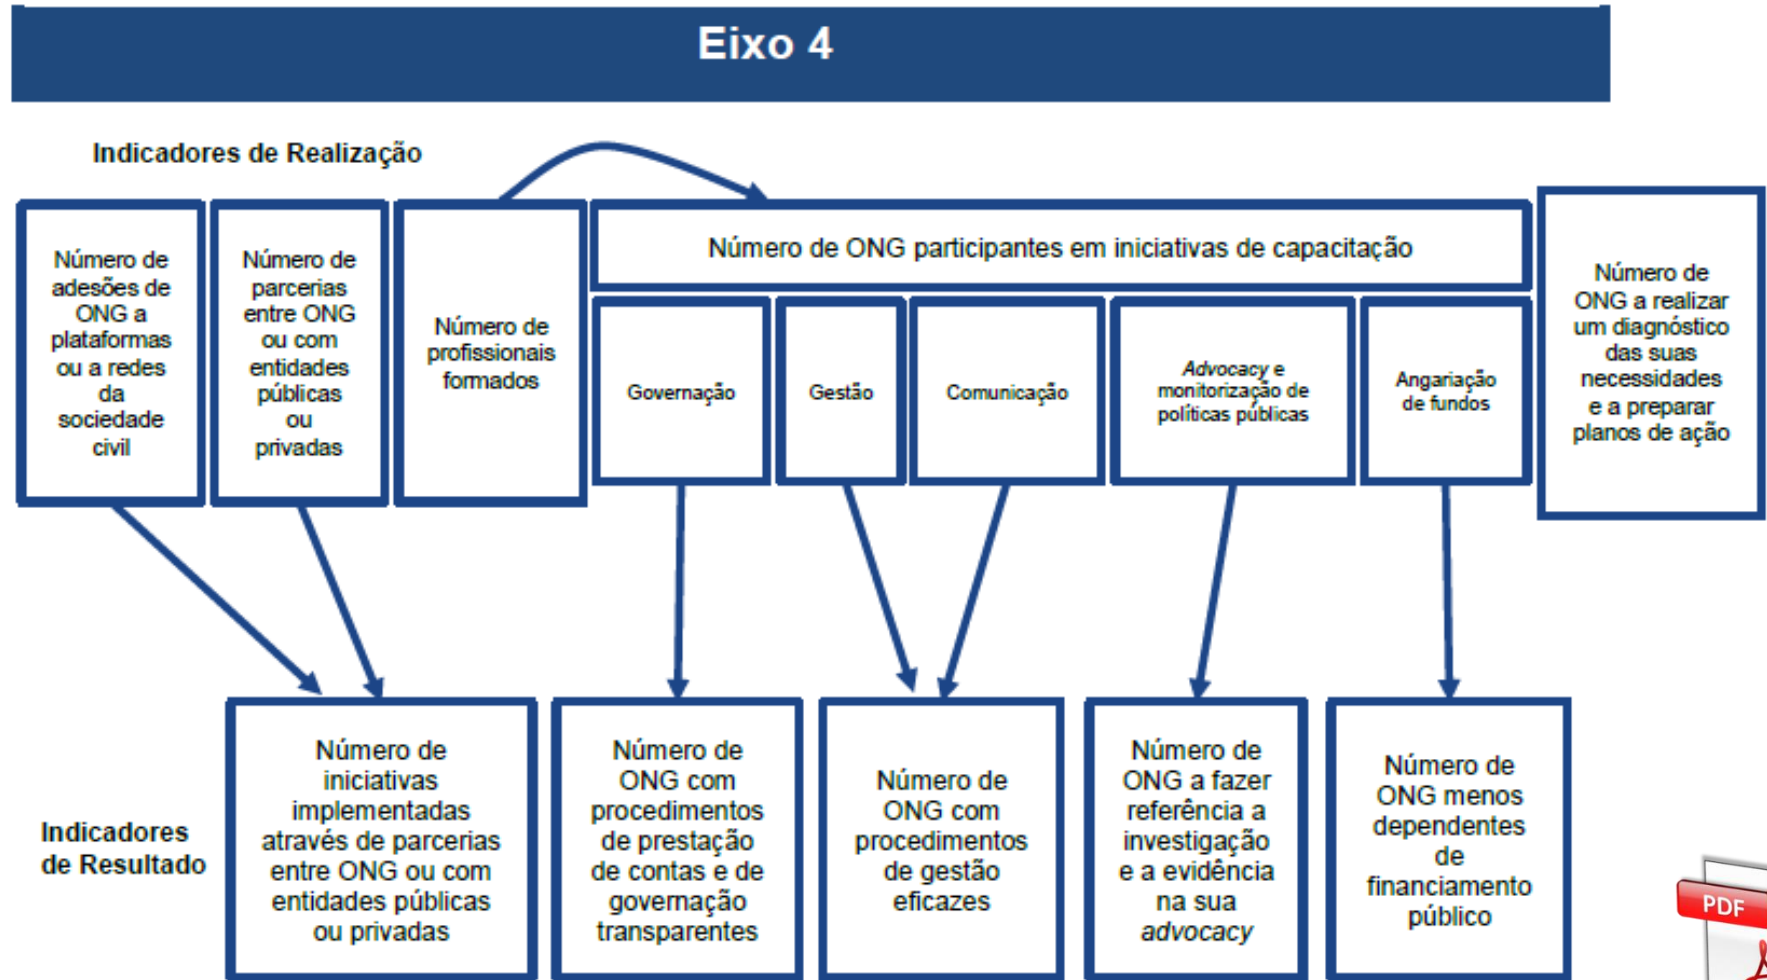 Eixo 4
Indicadores de Realização
Número de
adesões de
ONG a
plataformas
ou a redes
da
sociedade
civil
Número de
parcerias
entre ONG
ou com
entidades
públicas
ou
privadas
Número de
profissionais
formados
Número de ONG participantes em iniciativas de capacitação
Governação
Gestão
Comunicação
Advocacy e
monitorização de
políticas públicas
Angariação
de fundos
Número de
ONG a realizar
um diagnóstico
das suas
necessidades
e a preparar
planos de ação
Indicadores
de Resultado
Número de
iniciativas
implementadas
através de parcerias
entre ONG ou com
entidades públicas
ou privadas
Número de
ONG com
procedimentos
de prestação
de contas e de
governação
transparentes
Número de
ONG com
procedimentos
de gestão
eficazes
Número de
ONG a fazer
referência a
investigação
e a evidência
na sua
advocacy
Número de
ONG menos
dependentes
de
financiamento
público
PDF